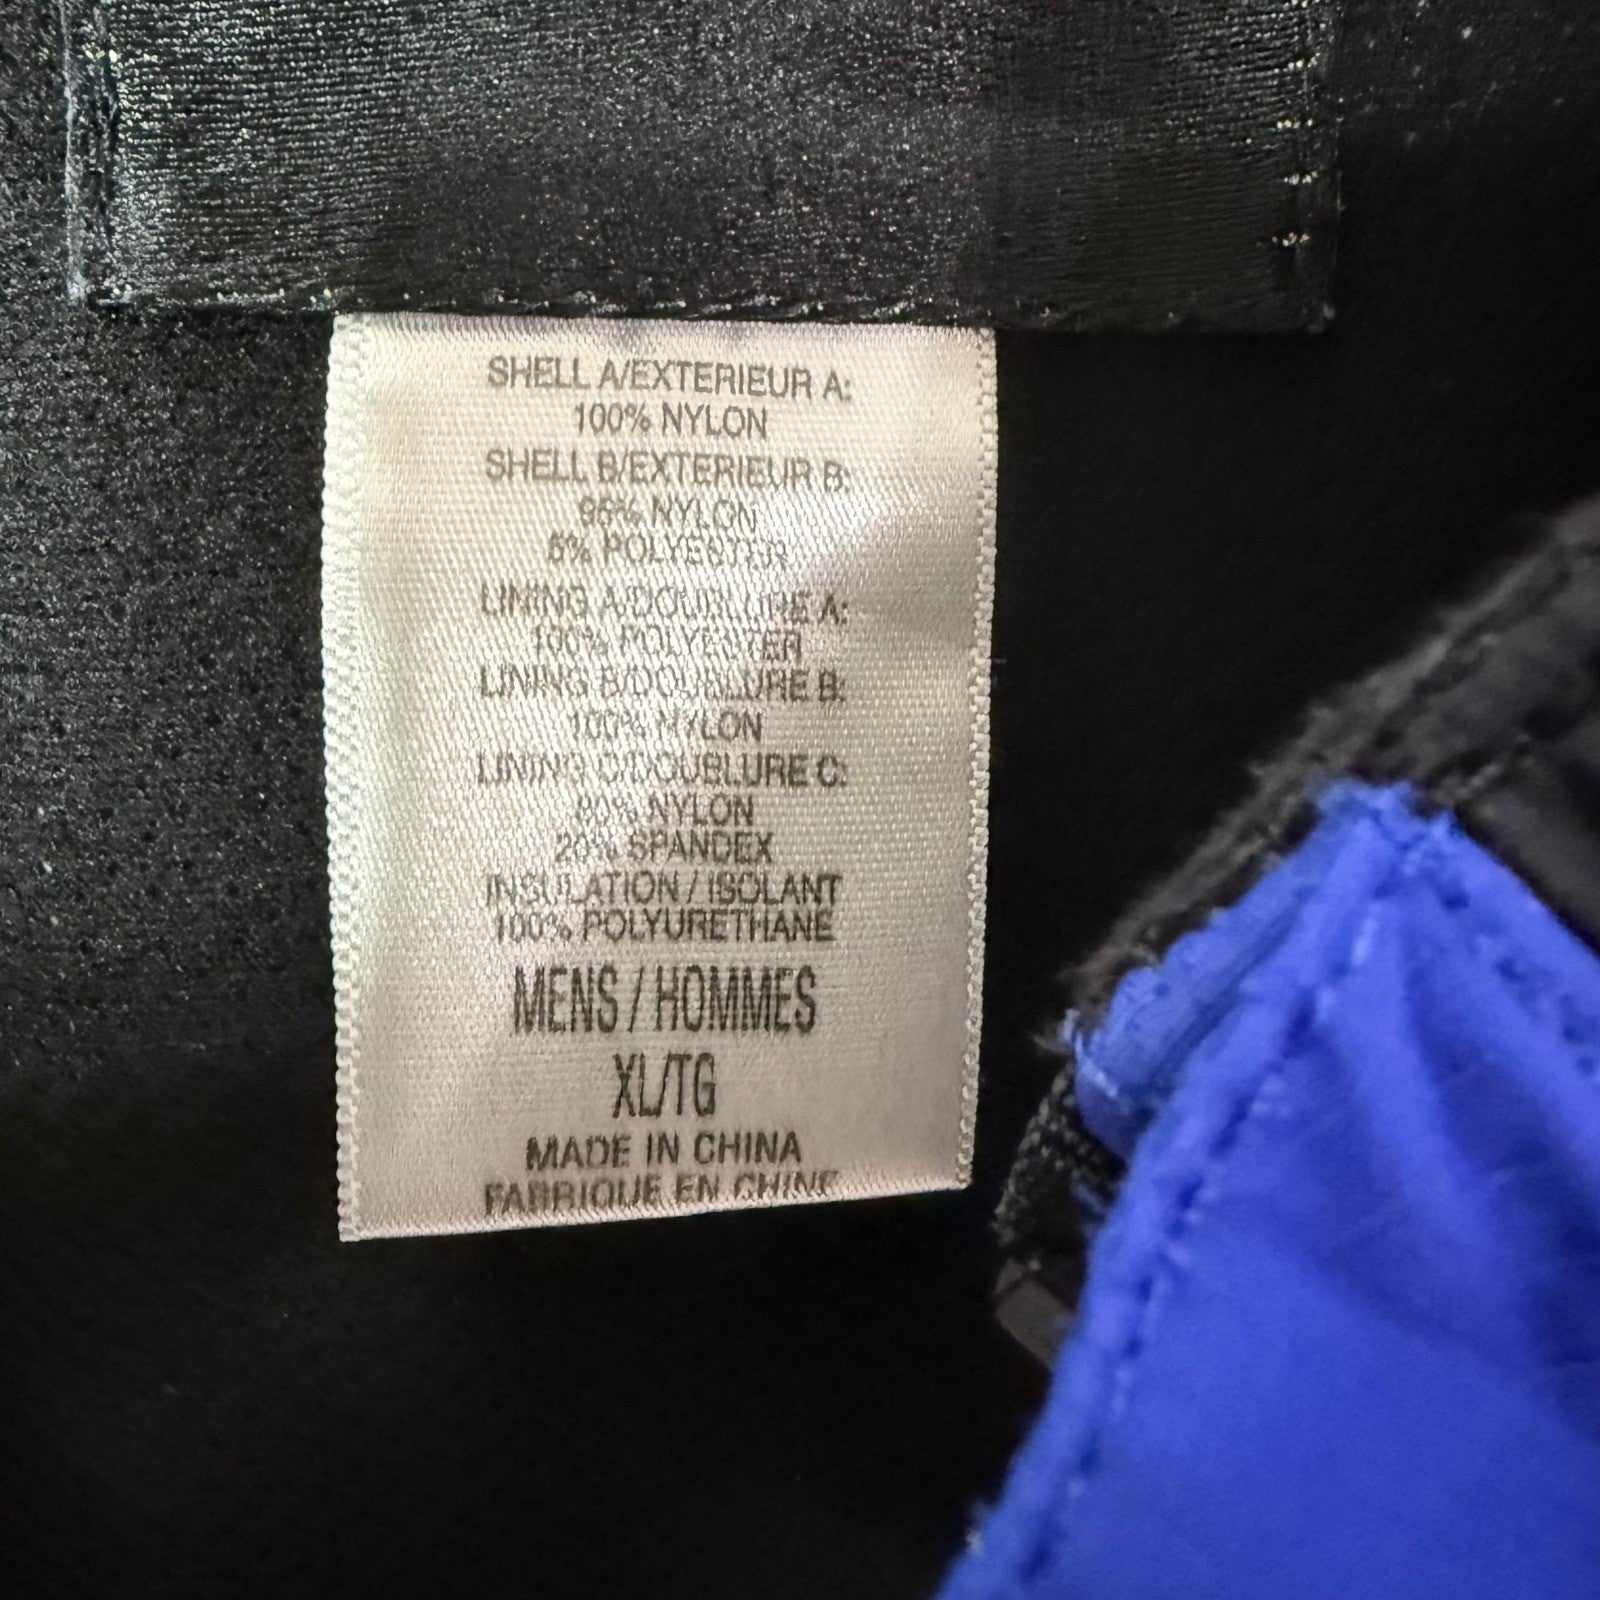 SHELL A/EXTERIEUR A:
100% NYLON
SHELL B/EXTERIEUR B:
95% NYLON
5% POLYESTER
LINING A/DOUBLURE A:
100% POLYESTER
LINING B/DOUBLURE B:
100% NYLON
LINING C/DOUBLURE C:
80% NYLON
20% SPANDEX
INSULATION / ISOLANT
100% POLYURETHANE
MENS / HOMMES
XL/TG
MADE IN CHINA
FABRIQUE EN CHINE